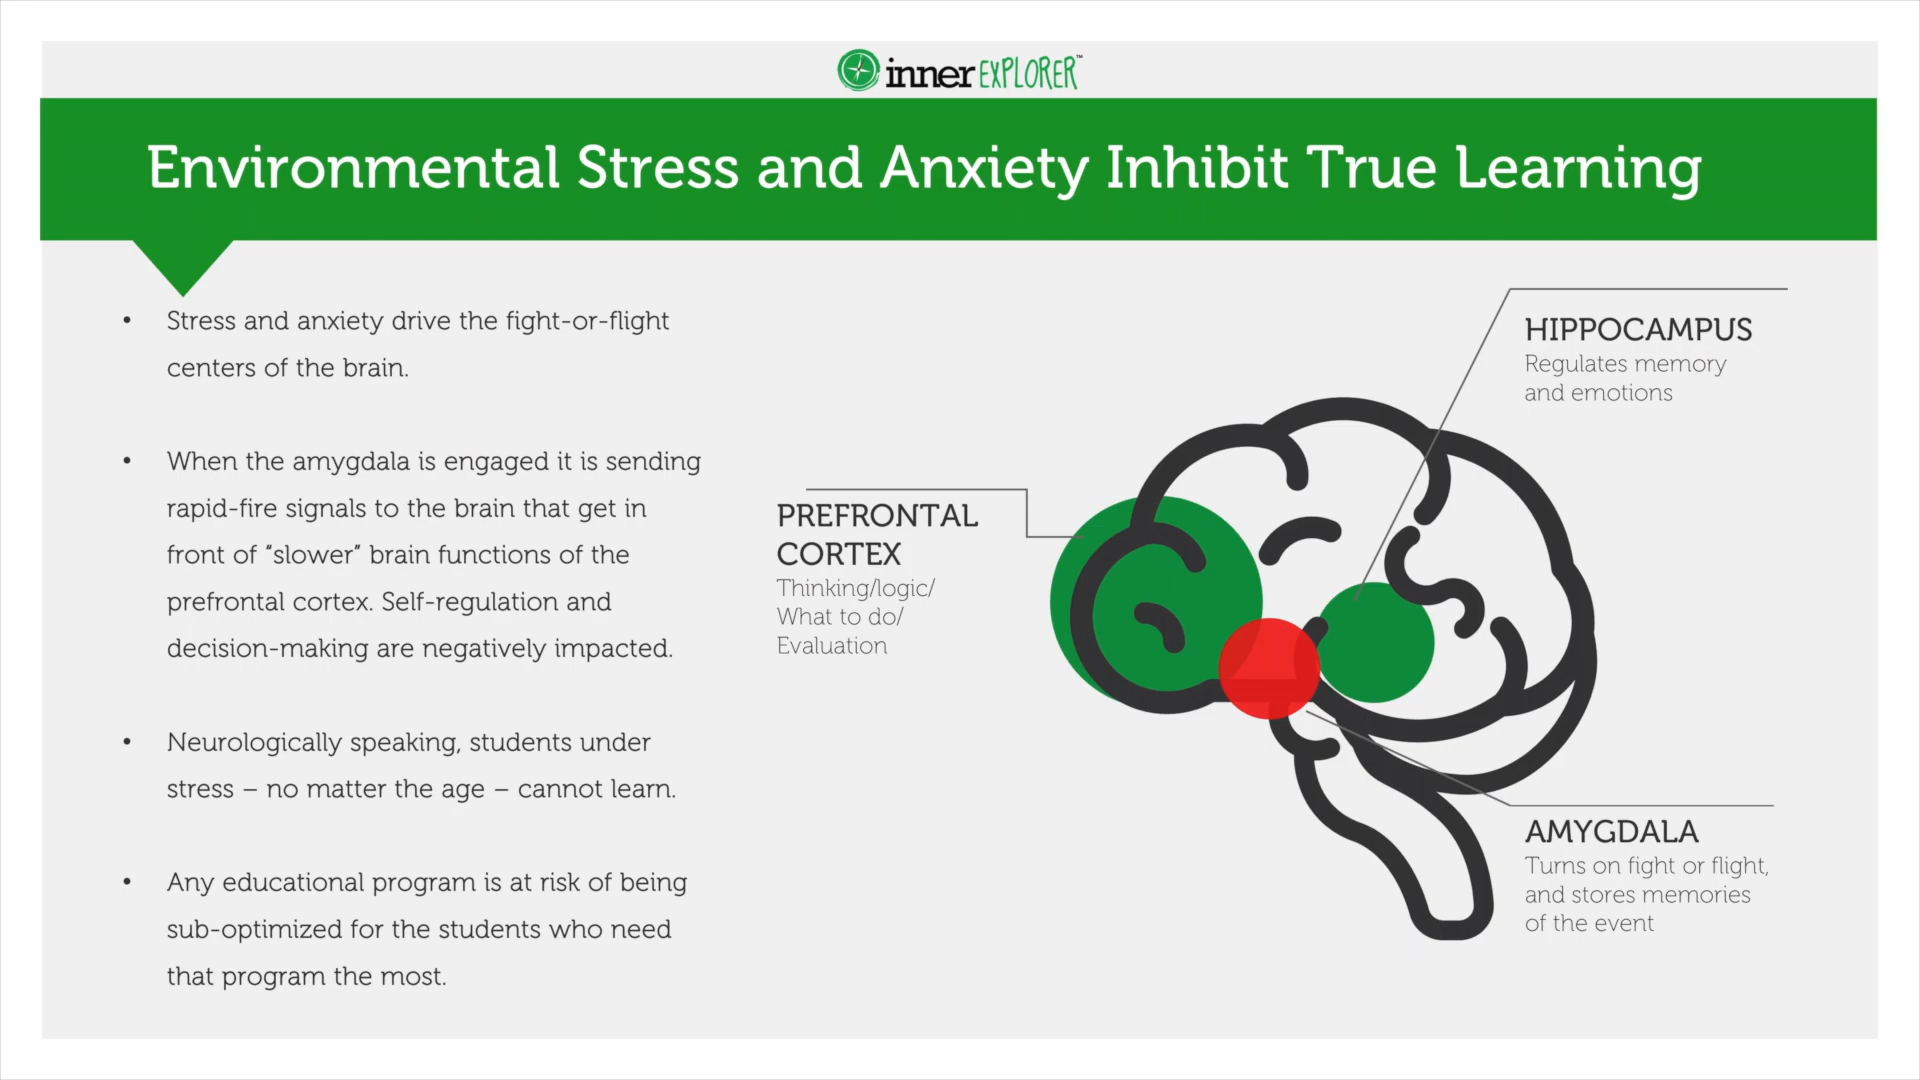 inner EXPLORER™
Environmental Stress and Anxiety Inhibit True Learning
• Stress and anxiety drive the fight-or-flight
centers of the brain.
• When the amygdala is engaged it is sending
rapid-fire signals to the brain that get in
front of “slower” brain functions of the
prefrontal cortex. Self-regulation and
decision-making are negatively impacted.
• Neurologically speaking, students under
stress – no matter the age – cannot learn.
• Any educational program is at risk of being
sub-optimized for the students who need
that program the most.
PREFRONTAL
CORTEX
Thinking/logic/
What to do/
Evaluation
HIPPOCAMPUS
Regulates memory
and emotions
AMYGDALA
Turns on fight or flight,
and stores memories
of the event